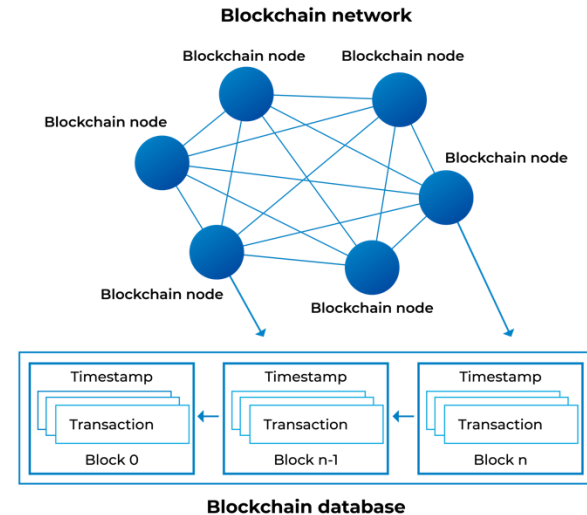 Blockchain network
Blockchain node
Blockchain node
Blockchain node
Blockchain node
Blockchain node
Blockchain node
Timestamp
Transaction
Block 0
Timestamp
Transaction
Block n-1
Timestamp
Transaction
Block n
Blockchain database